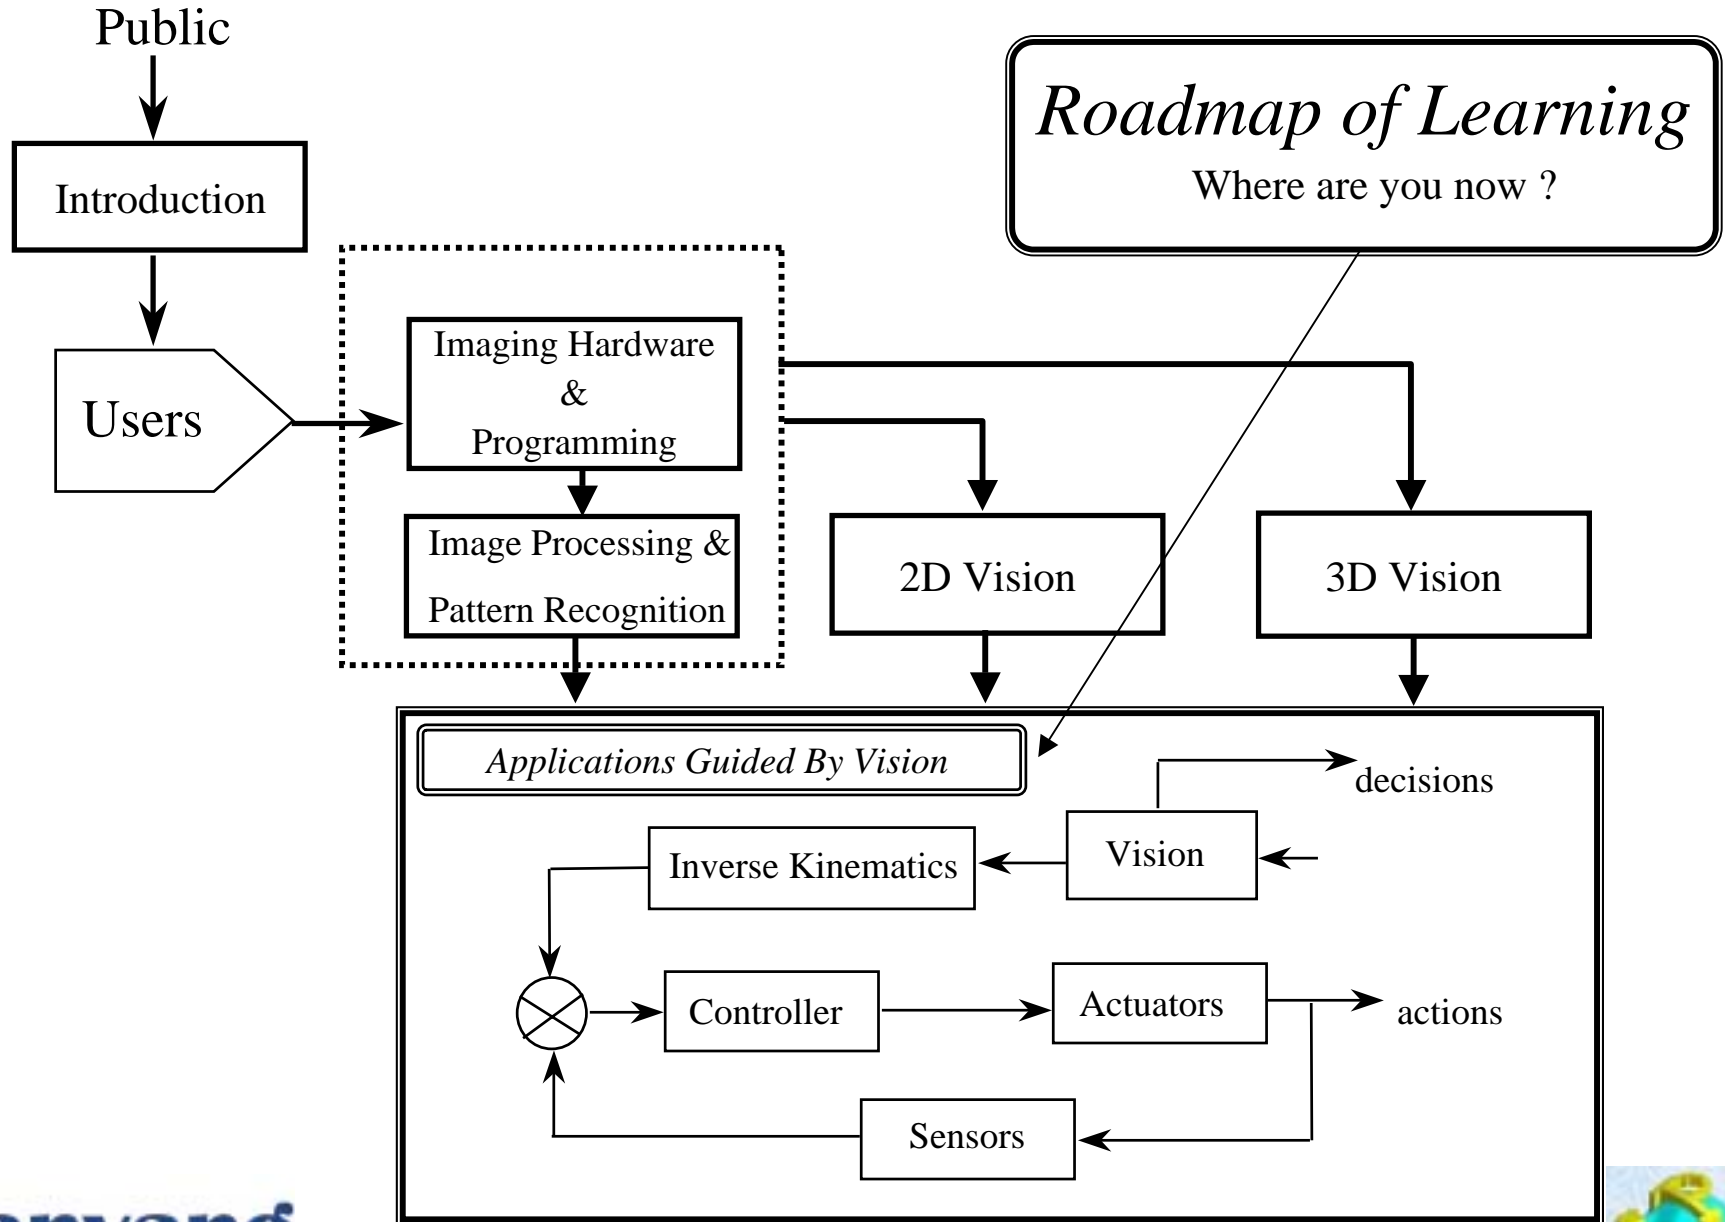 Public
Roadmap of Learning
Where are you now ?
Introduction
Imaging Hardware
&
Programming
Users
Image Processing &
Pattern Recognition
2D Vision
3D Vision
Applications Guided By Vision
decisions
Inverse Kinematics
Vision
Controller
Actuators
actions
Sensors